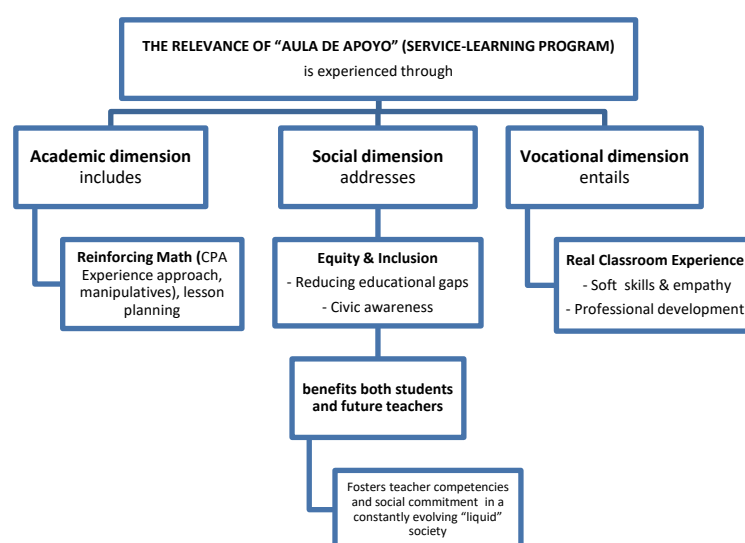 THE RELEVANCE OF “AULA DE APOYO” (SERVICE-LEARNING PROGRAM)
is experienced through
Academic dimension
includes
Social dimension
addresses
Vocational dimension
entails
Reinforcing Math (CPA
Experience approach,
manipulatives), lesson
planning
Equity & Inclusion
- Reducing educational gaps
- Civic awareness
Real Classroom Experience
- Soft skills & empathy
- Professional development
benefits both students
and future teachers
Fosters teacher competencies
and social commitment in a
constantly evolving “liquid”
society